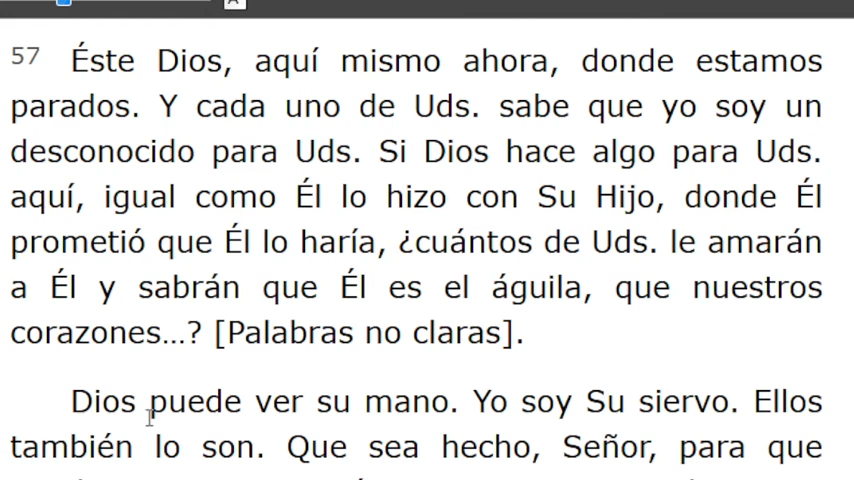 57 Éste Dios, aquí mismo ahora, donde estamos
parados. Y cada uno de Uds. sabe que yo soy un
desconocido para Uds. Si Dios hace algo para Uds.
aquí, igual como Él lo hizo con Su Hijo, donde Él
prometió que Él lo haría, ¿cuántos de Uds. le amarán
a Él y sabrán que Él es el águila, que nuestros
corazones...? [Palabras no claras].
Dios puede ver su mano. Yo soy Su siervo. Ellos
también lo son. Que sea hecho, Señor, para que